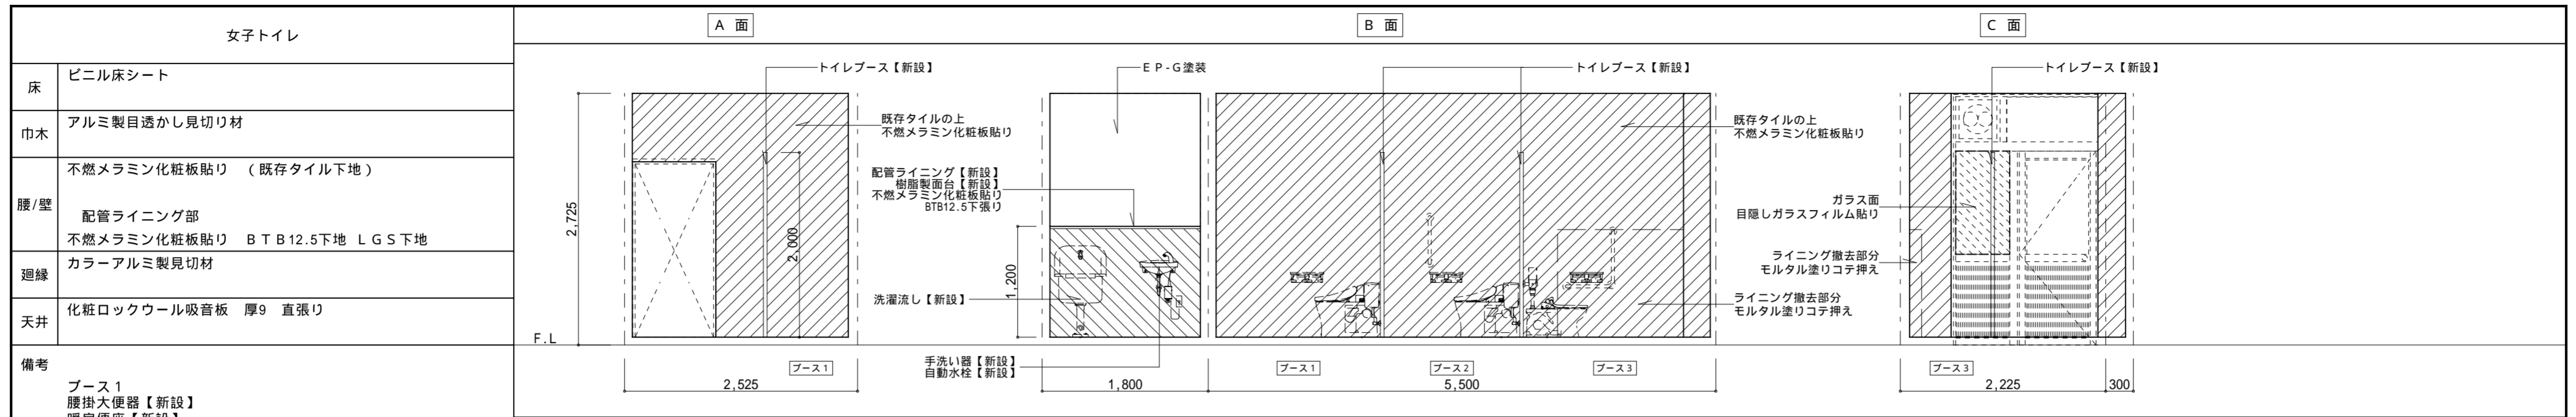 女子トイレ
床
ビニル床シート
巾木
アルミ製目透かし見切り材
腰/壁
不燃メラミン化粧板貼り （既存タイル下地）
配管ライニング部
不燃メラミン化粧板貼り ＢＴＢ12.5下地 ＬＧＳ下地
廻縁
カラーアルミ製見切材
天井
化粧ロックウール吸音板 厚9 直張り
備考
ブース１
腰掛大便器【新設】
暖房便座【新設】
A 面
トイレブース【新設】
既存タイルの上
不燃メラミン化粧板貼り
2,725
2,000
F.L
ブース１
2,525
B 面
ＥＰ-Ｇ塗装
配管ライニング【新設】
樹脂製面台【新設】
不燃メラミン化粧板貼り
BTB12.5下張り
1,200
洗濯流し【新設】
手洗い器【新設】
自動水栓【新設】
1,800
トイレブース【新設】
既存タイルの上
不燃メラミン化粧板貼り
ライニング撤去部分
モルタル塗りコテ押え
ブース１
ブース２
ブース３
5,500
C 面
トイレブース【新設】
ガラス面
目隠しガラスフィルム貼り
ライニング撤去部分
モルタル塗りコテ押え
ブース３
2,225
300